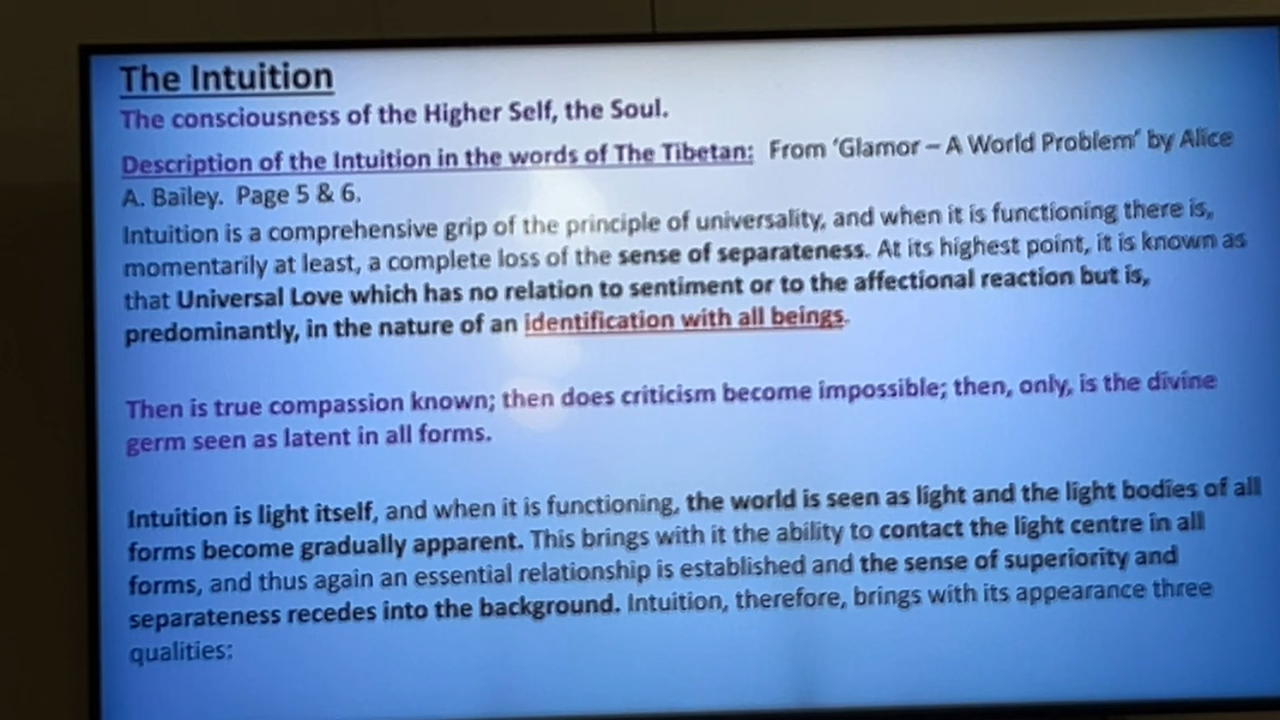 The Intuition
The consciousness of the Higher Self, the Soul.
Description of the Intuition in the words of The Tibetan: From ‘Glamor – A World Problem’ by Alice
A. Bailey. Page 5 & 6.
Intuition is a comprehensive grip of the principle of universality, and when it is functioning there is,
momentarily at least, a complete loss of the sense of separateness. At its highest point, it is known as
that Universal Love which has no relation to sentiment or to the affectional reaction but is,
predominantly, in the nature of an identification with all beings.
Then is true compassion known; then does criticism become impossible; then, only, is the divine
germ seen as latent in all forms.
Intuition is light itself, and when it is functioning, the world is seen as light and the light bodies of all
forms become gradually apparent. This brings with it the ability to contact the light centre in all
forms, and thus again an essential relationship is established and the sense of superiority and
separateness recedes into the background. Intuition, therefore, brings with its appearance three
qualities: